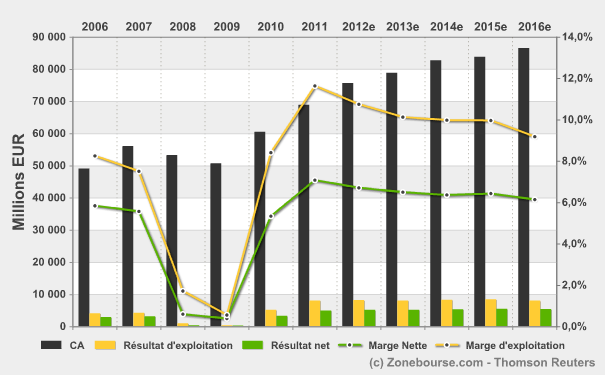 2006 2007 2008 2009 2010 2011 2012e 2013e 2014e 2015e 2016e
90 000 14,0%
80 000 12,0%
70 000 10,0%
60 000 8,0%
50 000
40 000 6,0%
30 000 4,0%
20 000
10 000 2,0%
0 0,0%
Millions EUR
CA Résultat d'exploitation Résultat net Marge Nette Marge d'exploitation
(c) Zonebourse.com - Thomson Reuters